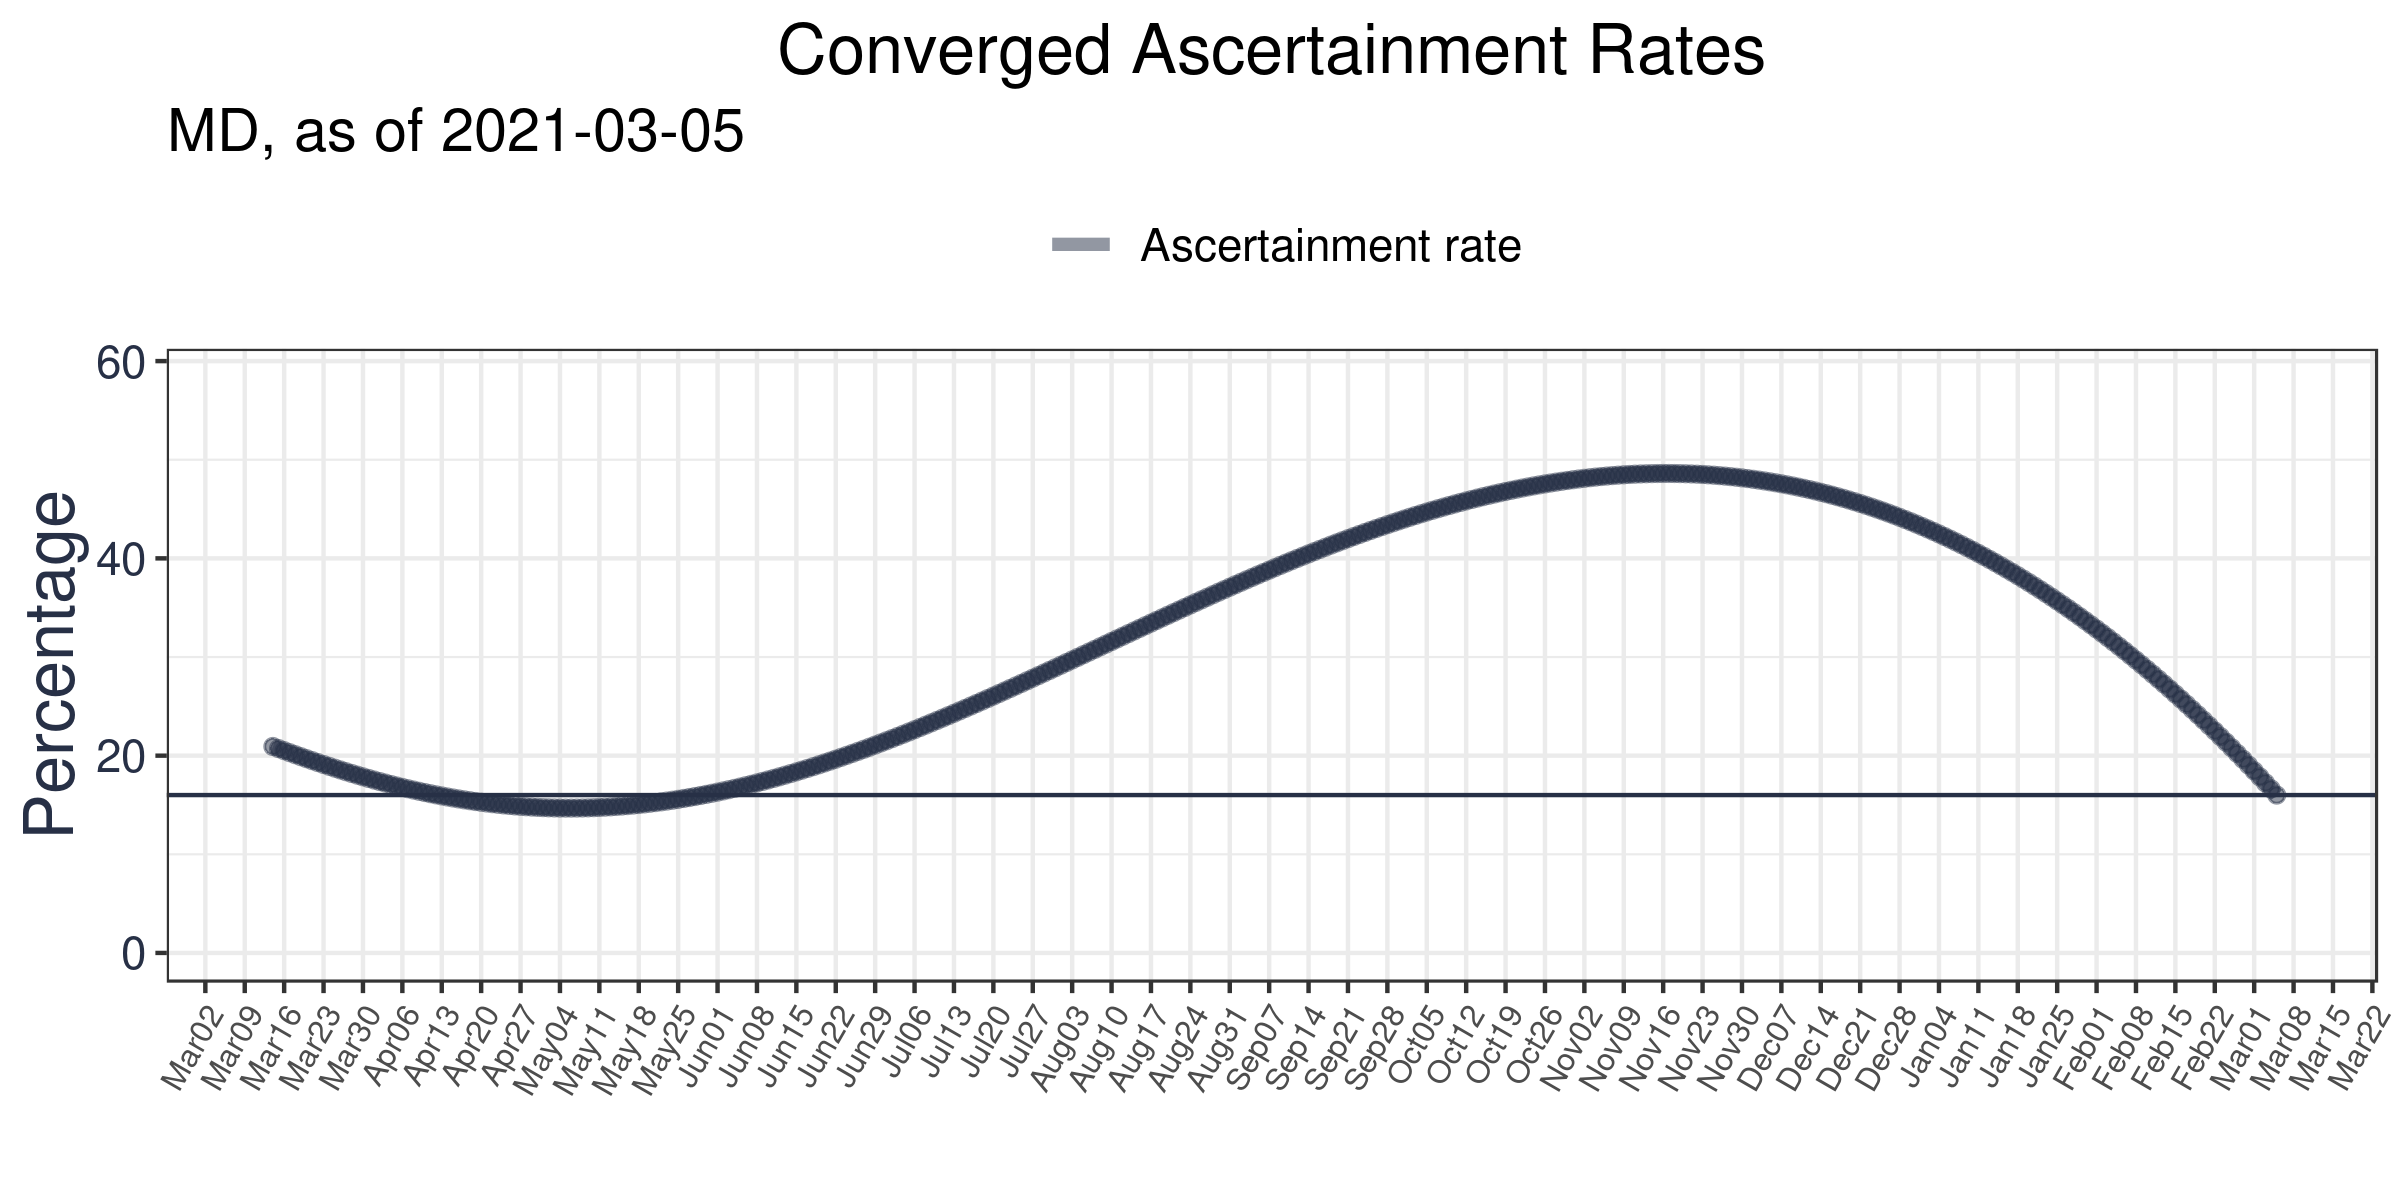 Converged Ascertainment Rates
MD, as of 2021-03-05
Ascertainment rate
Percentage
60
40
20
0
Mar02
Mar09
Mar16
Mar23
Mar30
Apr06
Apr13
Apr20
Apr27
May04
May11
May18
May25
Jun01
Jun08
Jun15
Jun22
Jun29
Jul06
Jul13
Jul20
Jul27
Aug03
Aug10
Aug17
Aug24
Aug31
Sep07
Sep14
Sep21
Sep28
Oct05
Oct12
Oct19
Oct26
Nov02
Nov09
Nov16
Nov23
Nov30
Dec07
Dec14
Dec21
Dec28
Jan04
Jan11
Jan18
Jan25
Feb01
Feb08
Feb15
Feb22
Mar01
Mar08
Mar15
Mar22